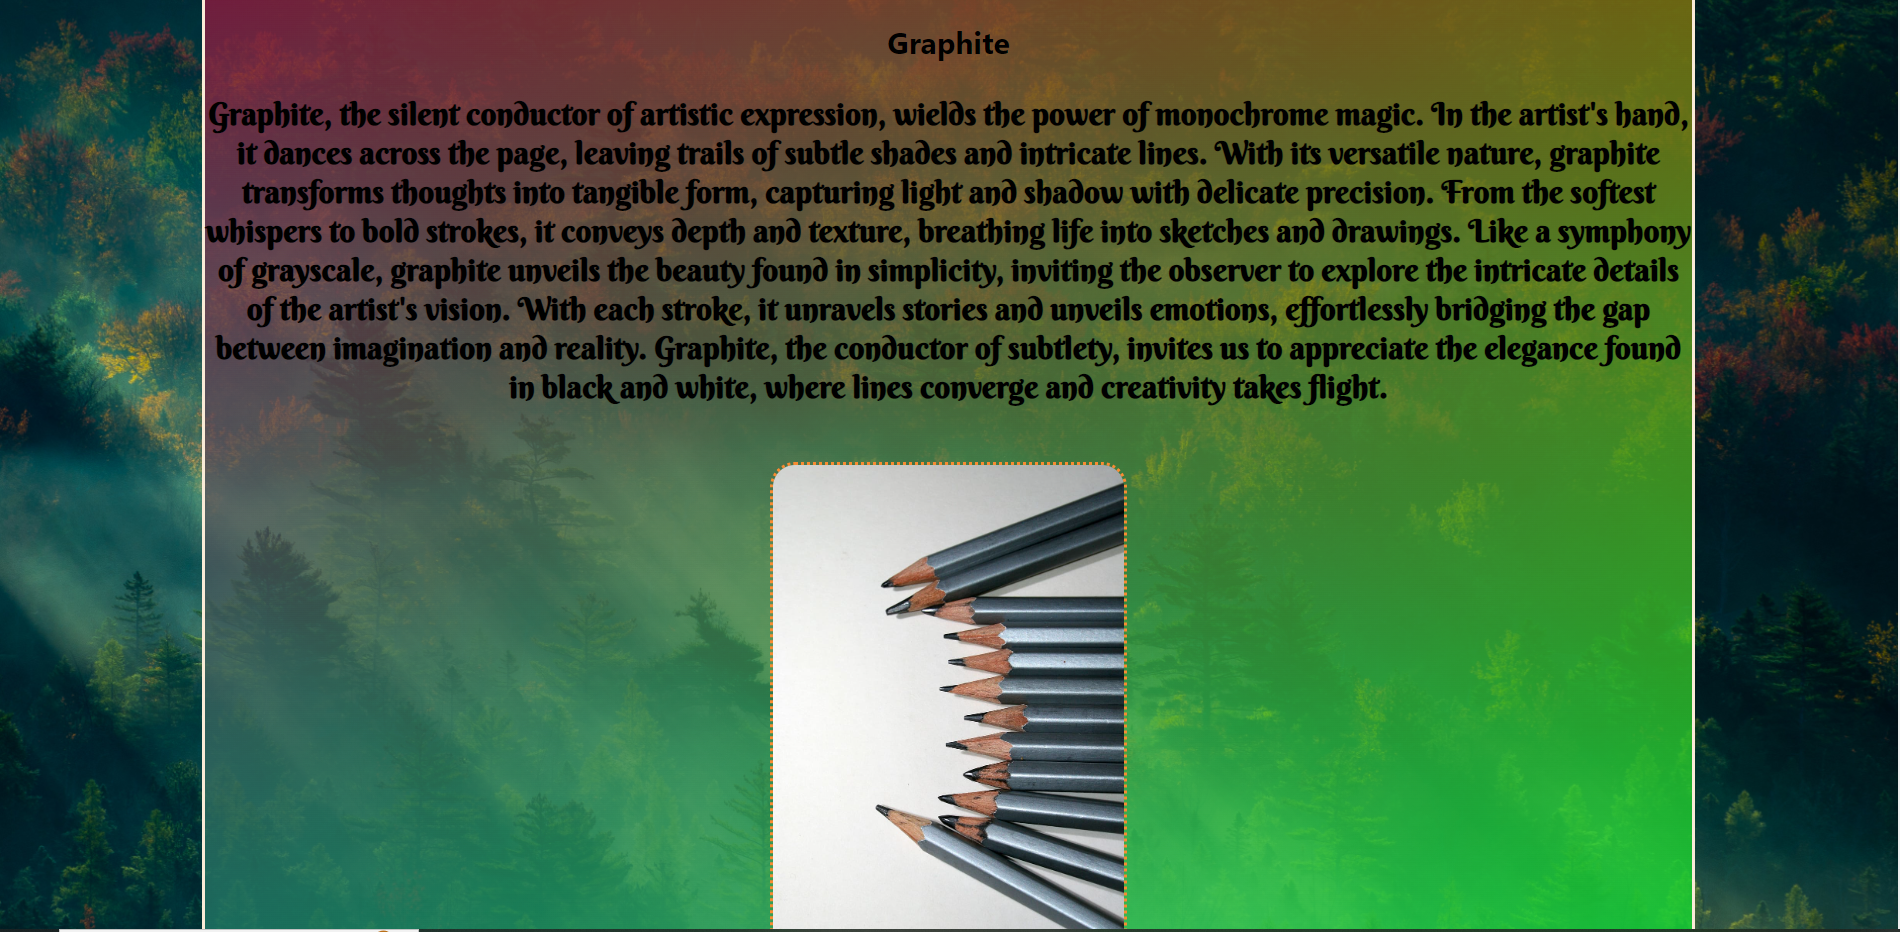 Graphite
Graphite, the silent conductor of artistic expression, wields the power of monochrome magic. In the artist's hand,
it dances across the page, leaving trails of subtle shades and intricate lines. With its versatile nature, graphite
transforms thoughts into tangible form, capturing light and shadow with delicate precision. From the softest
whispers to bold strokes, it conveys depth and texture, breathing life into sketches and drawings. Like a symphony
of grayscale, graphite unveils the beauty found in simplicity, inviting the observer to explore the intricate details
of the artist's vision. With each stroke, it unravels stories and unveils emotions, effortlessly bridging the gap
between imagination and reality. Graphite, the conductor of subtlety, invites us to appreciate the elegance found
in black and white, where lines converge and creativity takes flight.